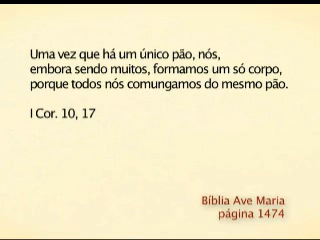 Uma vez que há um único pão, nós,
embora sendo muitos, formamos um só corpo,
porque todos nós comungamos do mesmo pão.
I Cor. 10, 17
Bíblia Ave Maria
página 1474